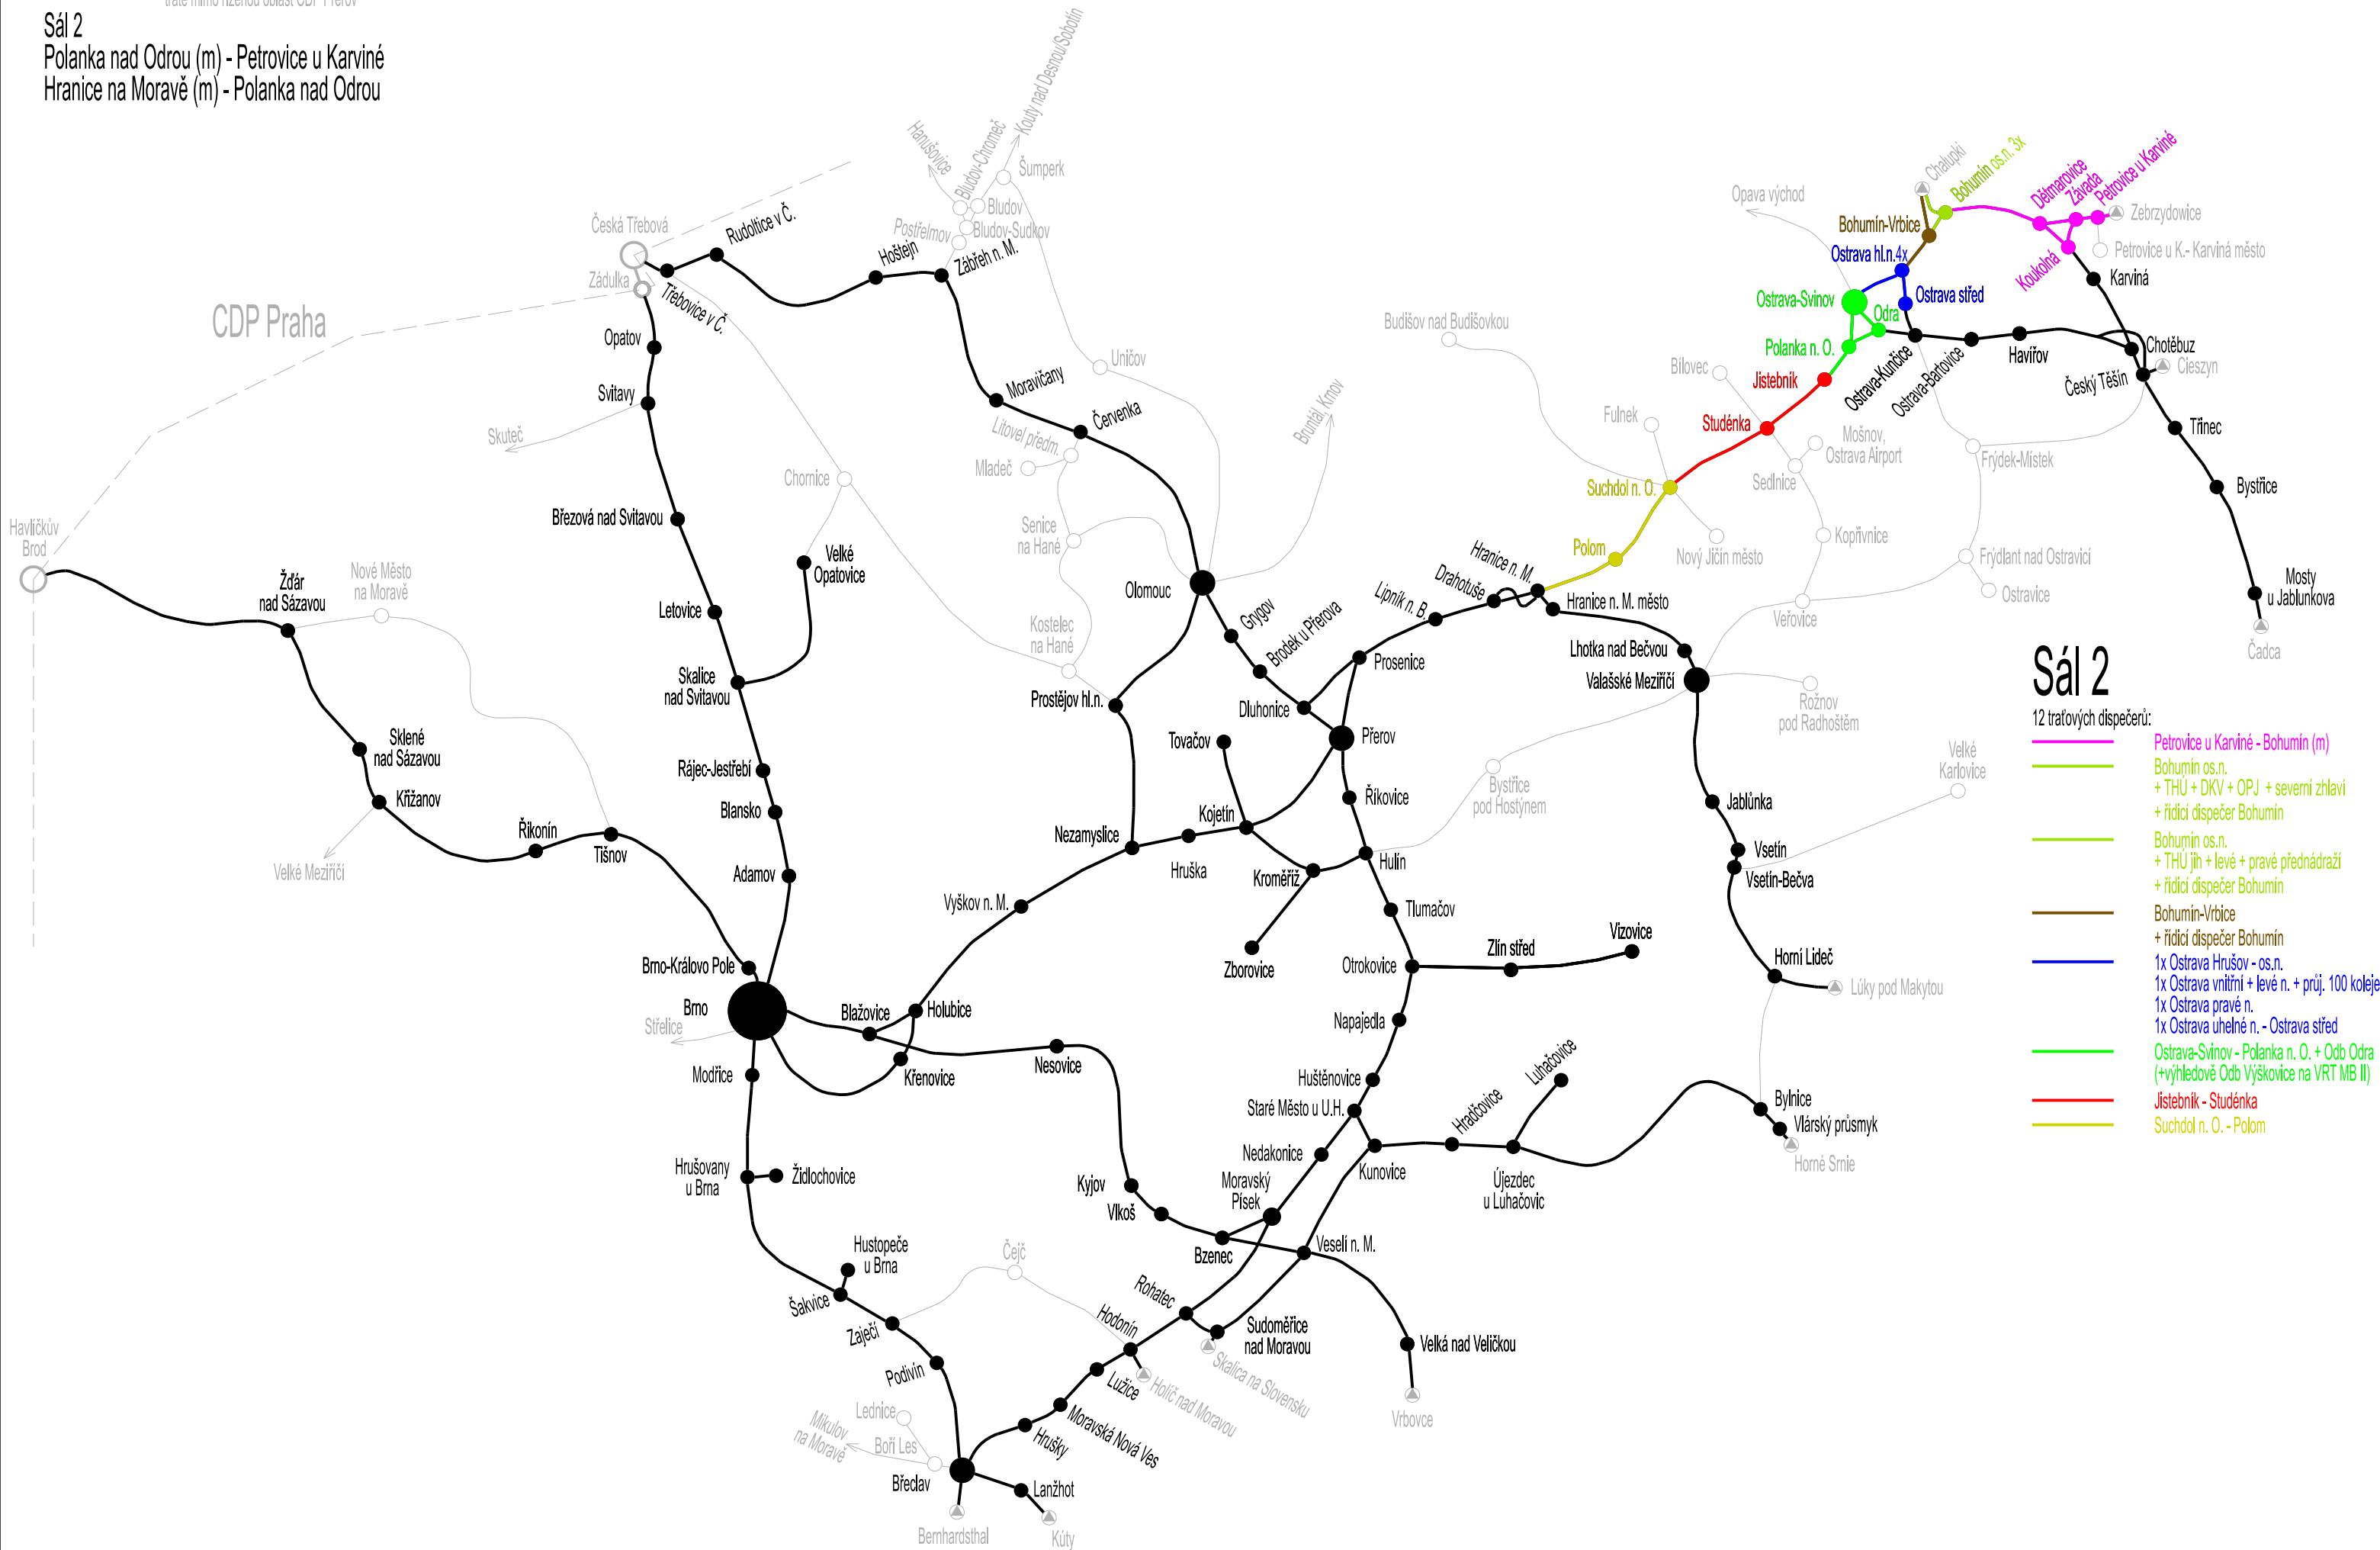 tratě mimo řízenou oblast CDP Přerov
Sál 2
Polanka nad Odrou (m) - Petrovice u Karviné
Hranice na Moravě (m) - Polanka nad Odrou
Kouty nad Desnou/Sobotín
Hanušovice
Bludov-Chromeč
Šumperk
Bludov
Bludov-Sudkov
Postřelmov
Česká Třebová
Zádulka
Rudoltice v Č.
Třebovice v Č.
Hoštejn
Zábřeh n. M.
CDP Praha
Opatov
Svitavy
Skuteč
Moravičany
Červenka
Litovel předm.
Mladeč
Uničov
Bruntál, Krnov
Chornice
Březová nad Svitavou
Velké
Opatovice
Senice
na Hané
Olomouc
Kostelec
na Hané
Letovice
Skalice
nad Svitavou
Havlíčkův
Brod
Žďár
nad Sázavou
Nové Město
na Moravě
Sklené
nad Sázavou
Křižanov
Velké Meziříčí
Řikonín
Tišnov
Rájec-Jestřebí
Blansko
Adamov
Brno-Královo Pole
Brno
Střelice
Modřice
Hrušovany
u Brna
Židlochovice
Hustopeče
u Brna
Šakvice
Zaječí
Podivín
Čejč
Lednice
Boří Les
Mikulov
na Moravě
Břeclav
Bernhardsthal
Lanžhot
Kúty
Hrušky
Moravská Nová Ves
Lužice
Hodonín
Holíč nad Moravou
Rohatec
Sudoměřice
nad Moravou
Skalica na Slovensku
Velká nad Veličkou
Vrbovce
Veselí n. M.
Bzenec
Vlkoš
Kyjov
Moravský
Písek
Nedakonice
Staré Město u U.H.
Huštěnovice
Kunovice
Hradčovice
Luhačovice
Újezdec
u Luhačovic
Bylnice
Vlárský průsmyk
Horné Srnie
Nesovice
Křenovice
Blažovice
Holubice
Vyškov n. M.
Nezamyslice
Hruška
Kojetín
Tovačov
Kroměříž
Zborovice
Hulín
Tlumačov
Otrokovice
Napajedla
Zlín střed
Vizovice
Říkovice
Přerov
Dluhonice
Prosenice
Prostějov hl.n.
Grygov
Brodek u Přerova
Lipník n. B.
Drahotuše
Hranice n. M.
Hranice n. M. město
Lhotka nad Bečvou
Valašské Meziříčí
Bystřice
pod Hostýnem
Rožnov
pod Radhoštěm
Jablůnka
Vsetín
Vsetín-Bečva
Velké
Karlovice
Horní Lideč
Lúky pod Makytou
Polom
Suchdol n. O.
Nový Jičín město
Fulnek
Budišov nad Budišovkou
Bílovec
Studénka
Jistebník
Sedlnice
Mošnov,
Ostrava Airport
Kopřivnice
Veřovice
Frýdlant nad Ostravicí
Ostravice
Frýdek-Místek
Opava východ
Ostrava-Svinov
Polanka n. O.
Odra
Ostrava hl.n.4x
Ostrava střed
Ostrava-Kunčice
Ostrava-Bartovice
Havířov
Bohumín-Vrbice
Chałupki
Bohumín os.n. 3x
Dětmarovice
Závada
Petrovice u Karviné
Zebrzydowice
Petrovice u K.- Karviná město
Koukolná
Karviná
Chotěbuz
Cieszyn
Český Těšín
Třinec
Bystřice
Mosty
u Jablunkova
Čadca
Sál 2
12 traťových dispečerů:
Petrovice u Karviné - Bohumín (m)
Bohumín os.n.
+ THÚ + DKV + OPJ + severní zhlaví
+ řídicí dispečer Bohumín
Bohumín os.n.
+ THÚ jih + levé + pravé přednádraží
+ řídicí dispečer Bohumín
Bohumín-Vrbice
+ řídicí dispečer Bohumín
1x Ostrava Hrušov - os.n.
1x Ostrava vnitřní + levé n. + průj. 100 koleje
1x Ostrava pravé n.
1x Ostrava uhelné n. - Ostrava střed
Ostrava-Svinov - Polanka n. O. + Odb Odra
(+výhledově Odb Výškovice na VRT MB II)
Jistebník - Studénka
Suchdol n. O. - Polom